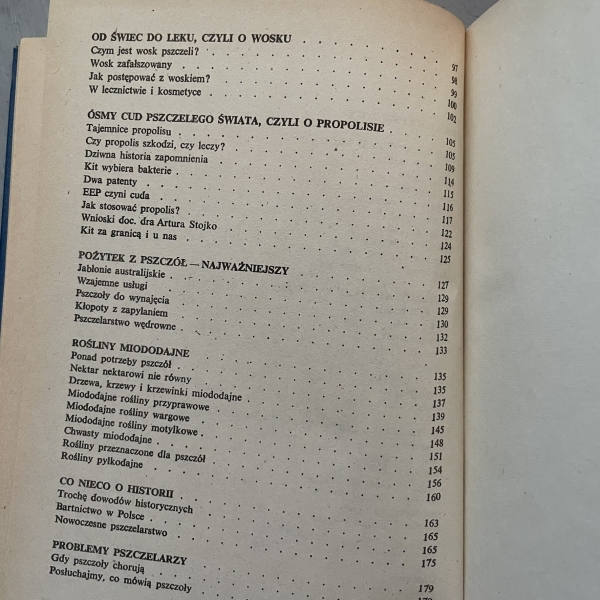 OD ŚWIEC DO LEKU, CZYLI O WOSKU 97
Czym jest wosk pszczeli? 98
Wosk zafałszowany 99
Jak postępować z woskiem? 100
W lecznictwie i kosmetyce 102
ÓSMY CUD PSZCZELEGO ŚWIATA, CZYLI O PROPOLISIE 105
Tajemnice propolisu 105
Czy propolis szkodzi, czy leczy? 109
Dziwna historia zapomnienia 114
Kit wybiera bakterie 115
Dwa patenty 116
EEP czyni cuda 117
Jak stosować propolis? 122
Wnioski doc. dra Artura Stojko 124
Kit za granicą i u nas 125
POŻYTEK Z PSZCZÓŁ — NAJWAŻNIEJSZY 127
Jabłonie australijskie 129
Wzajemne usługi 129
Pszczoły do wynajęcia 130
Kłopoty z zapylaniem 132
Pszczelarstwo wędrowne 133
ROŚLINY MIODODAJNE 135
Ponad potrzeby pszczół 135
Nektar nektarowi nie równy 137
Drzewa, krzewy i krzewinki miododajne 139
Miododajne rośliny przyprawowe 145
Miododajne rośliny wargowe 148
Miododajne rośliny motylkowe 151
Chwasty miododajne 154
Rośliny przeznaczone dla pszczół 156
Rośliny pyłkodajne 160
CO NIECO O HISTORII 163
Trochę dowodów historycznych 165
Bartnictwo w Polsce 165
Nowoczesne pszczelarstwo 175
PROBLEMY PSZCZELARZY 179
Gdy pszczoły chorują
Posłuchajmy, co mówią pszczoły